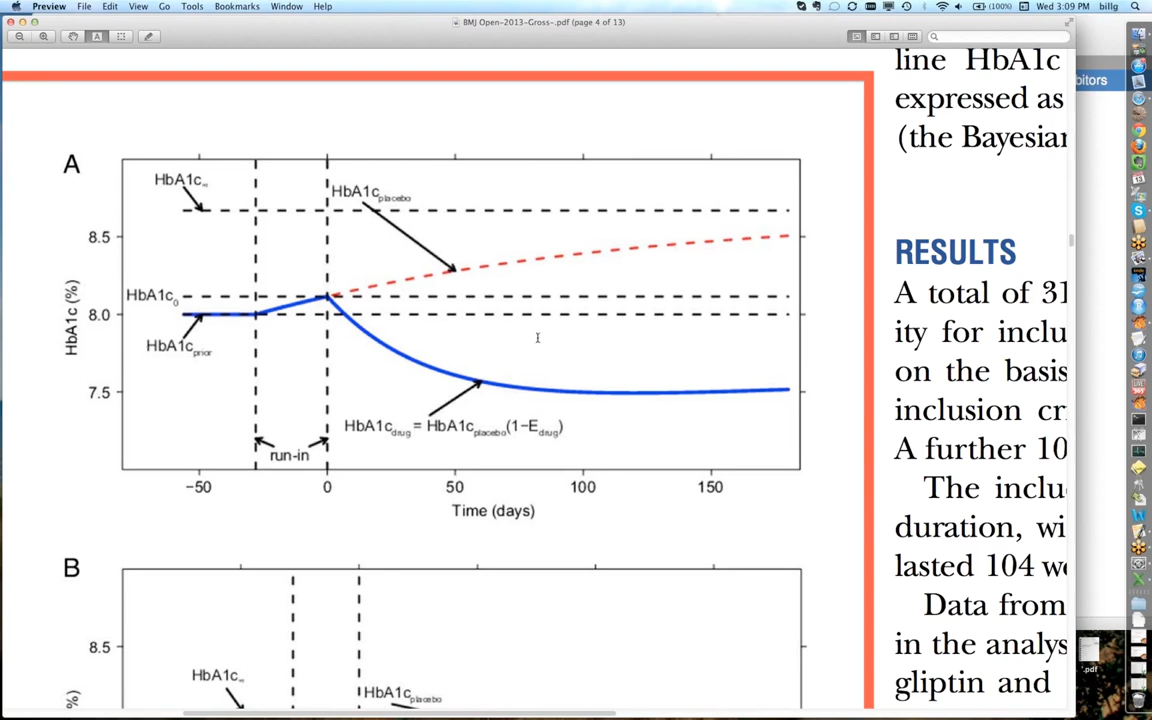 Preview File Edit View Go Tools Bookmarks Window Help
(100%) Wed 3:09 PM billg
BMJ Open-2013-Gross-.pdf (page 4 of 13)
bitors
line HbA1c
expressed as
(the Bayesian
A
HbA1c∞
HbA1cplacebo
8.5
HbA1c0
8.0
HbA1cprior
7.5
HbA1c (%)
HbA1cdrug = HbA1cplacebo(1−Edrug)
run-in
−50 0 50 100 150
Time (days)
RESULTS
A total of 31
ity for inclu
on the basis
inclusion cr
A further 10
The inclu
duration, wi
lasted 104 we
Data from
in the analys
gliptin and
B
8.5
HbA1c∞
HbA1cplacebo
%)
'.pdf